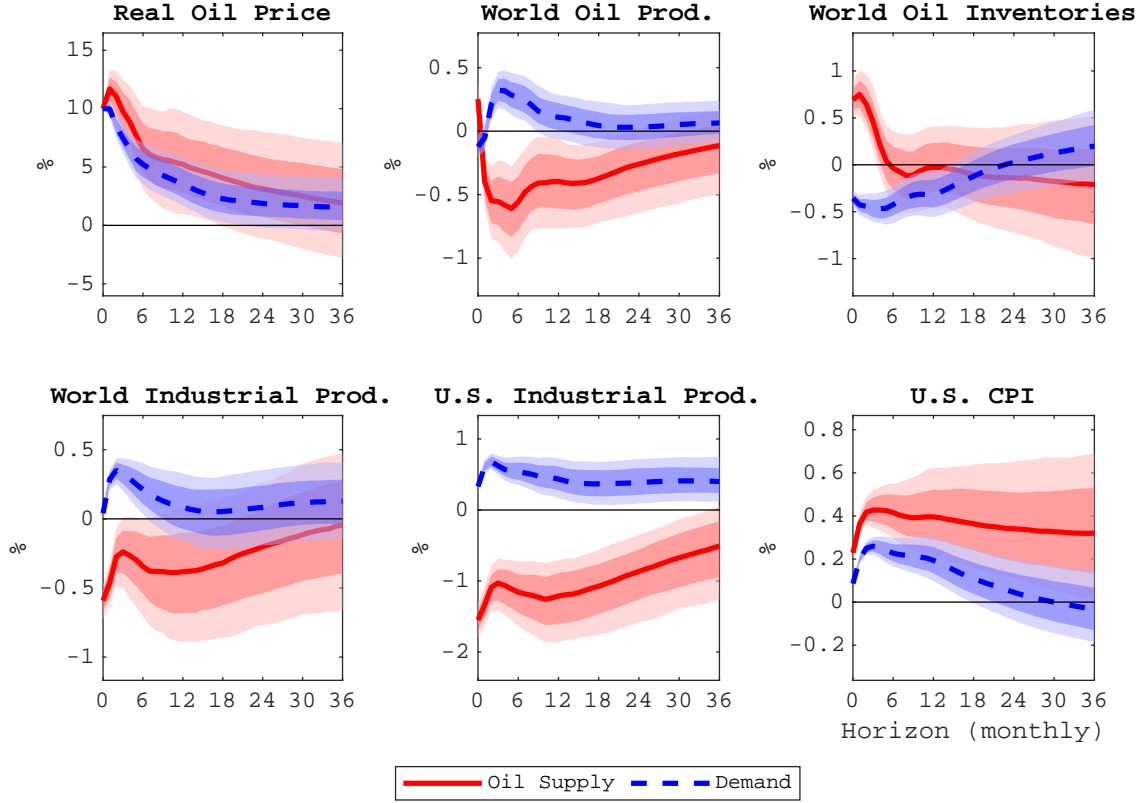 Real Oil Price
World Oil Prod.
World Oil Inventories
15
10
5
0
-5
%
0 6 12 18 24 30 36
0.5
0
-0.5
-1
%
0 6 12 18 24 30 36
1
0.5
0
-0.5
-1
%
0 6 12 18 24 30 36
World Industrial Prod.
U.S. Industrial Prod.
U.S. CPI
0.5
0
-0.5
-1
%
0 6 12 18 24 30 36
1
0
-1
-2
%
0 6 12 18 24 30 36
0.8
0.6
0.4
0.2
0
-0.2
%
0 6 12 18 24 30 36
Horizon (monthly)
Oil Supply
Demand